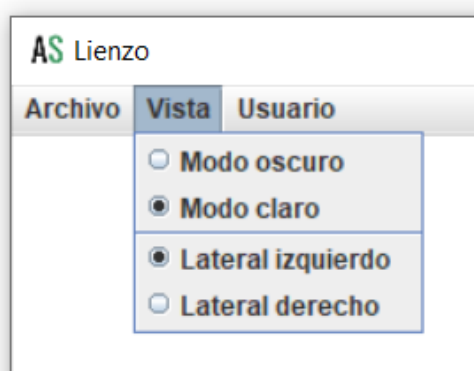 AS Lienzo
Archivo Vista Usuario
Modo oscuro
Modo claro
Lateral izquierdo
Lateral derecho